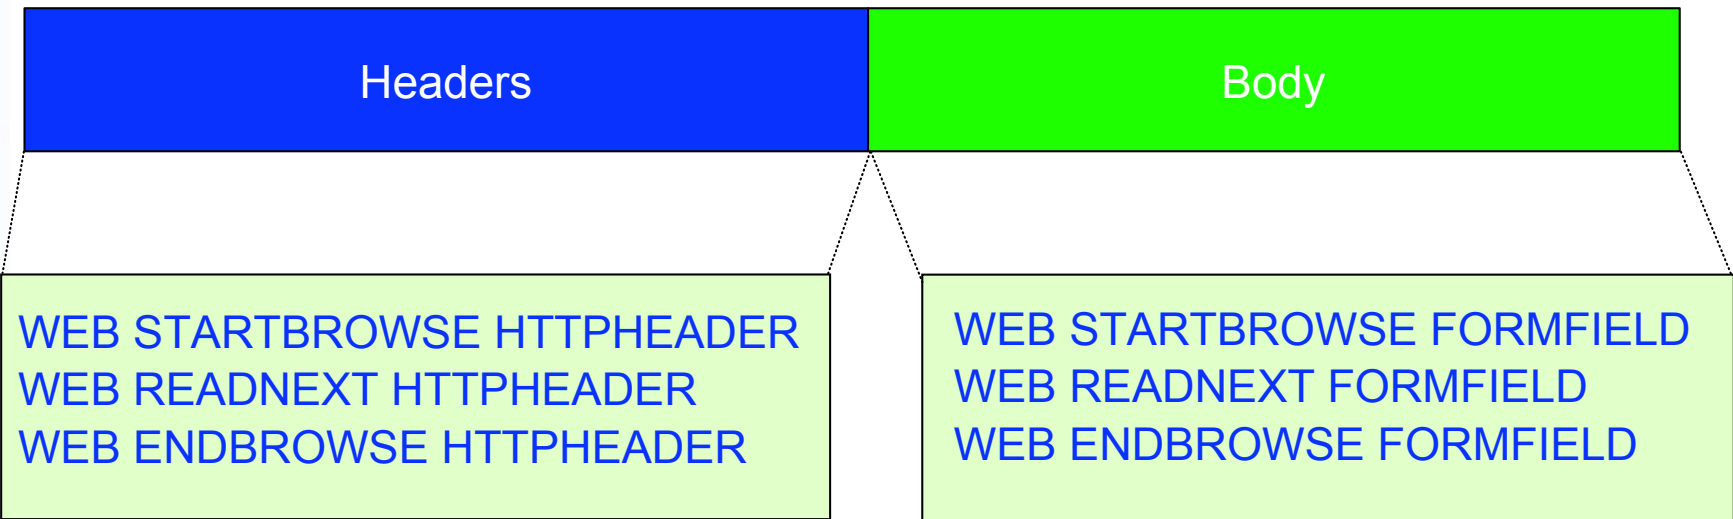 Headers
Body
WEB STARTBROWSE HTTPHEADER
WEB READNEXT HTTPHEADER
WEB ENDBROWSE HTTPHEADER
WEB STARTBROWSE FORMFIELD
WEB READNEXT FORMFIELD
WEB ENDBROWSE FORMFIELD